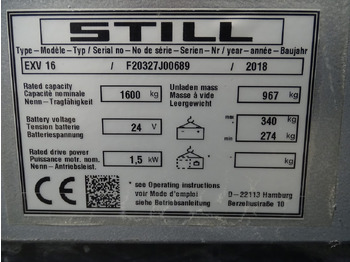 STILL
Type – Modèle – Typ / Serial no – No de série – Serien – Nr / year – année – Baujahr
EXV 16 / F20327J00689 / 2018
Rated capacity
Capacité nominale 1600 kg
Nenn – Tragfähigkeit
Unladen mass
Masse à vide 967 kg
Leergewicht
Battery voltage
Tension batterie 24 V
Batteriespannung
max 340 kg
min 274 kg
Rated drive power
Puissance motr. nom. 1,5 kW
Nenn – Antriebsleist.
kg
* see Operating instructions
voir Mode d'emploi
siehe Betriebsanleitung
D – 22113 Hamburg
Berzeliusstraße 10
CE